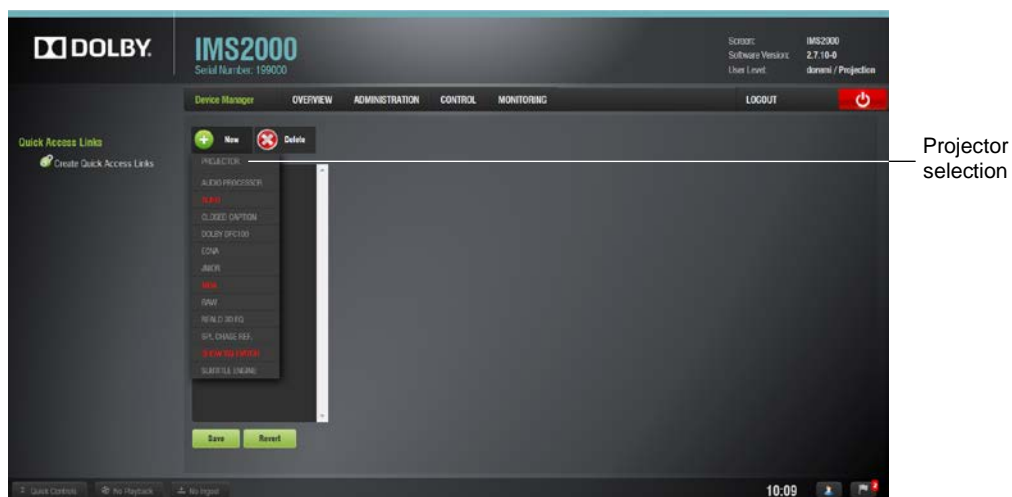 DOLBY.
IMS2000
Serial Number: 199000
Screen: IMS2000
Software Version: 2.7.10-0
User Level: doremi / Projection
Device Manager OVERVIEW ADMINISTRATION CONTROL MONITORING LOGOUT
Quick Access Links
Create Quick Access Links
New Delete
PROJECTOR
AUDIO PROCESSOR
CLOSED CAPTION
DOLBY DFC100
JNIOR
RAW
SPL CHASE REF.
SUBTITLE ENGINE
Save Revert
Projector
selection
Quick Controls No Playback No Ingest 10:09 2